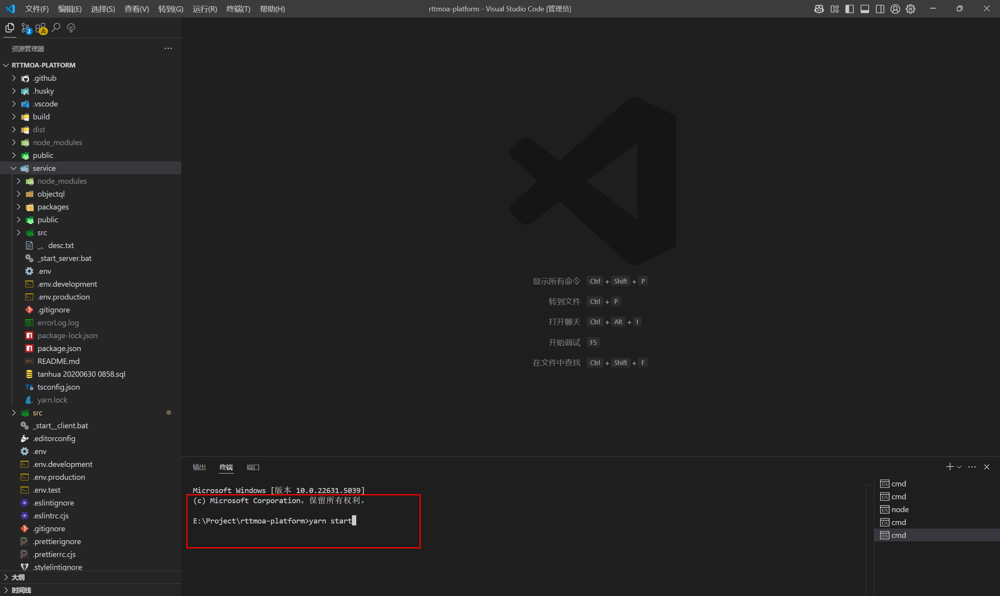 文件(F) 编辑(E) 选择(S) 查看(V) 转到(G) 运行(R) 终端(T) 帮助(H) rttmoa-platform - Visual Studio Code [管理员]
2
资源管理器
RTTMOA-PLATFORM
.github
.husky
.vscode
build
dist
node_modules
public
service
node_modules
objectql
packages
public
src
_、 desc.txt
_start_server.bat
.env
.env.development
.env.production
.gitignore
errorLog.log
package-lock.json
package.json
README.md
tanhua 20200630 0858.sql
tsconfig.json
yarn.lock
src
_start__client.bat
.editorconfig
.env
.env.development
.env.production
.env.test
.eslintignore
.eslintrc.cjs
.gitignore
.prettierignore
.prettierrc.cjs
.stylelintignore
大纲
时间线
显示所有命令 Ctrl + Shift + P
转到文件 Ctrl + P
打开聊天 Ctrl + Alt + I
开始调试 F5
在文件中查找 Ctrl + Shift + F
输出 终端 端口
Microsoft Windows [版本 10.0.22631.5039]
(c) Microsoft Corporation。保留所有权利。
E:\Project\rttmoa-platform>yarn start
cmd
cmd
node
cmd
cmd